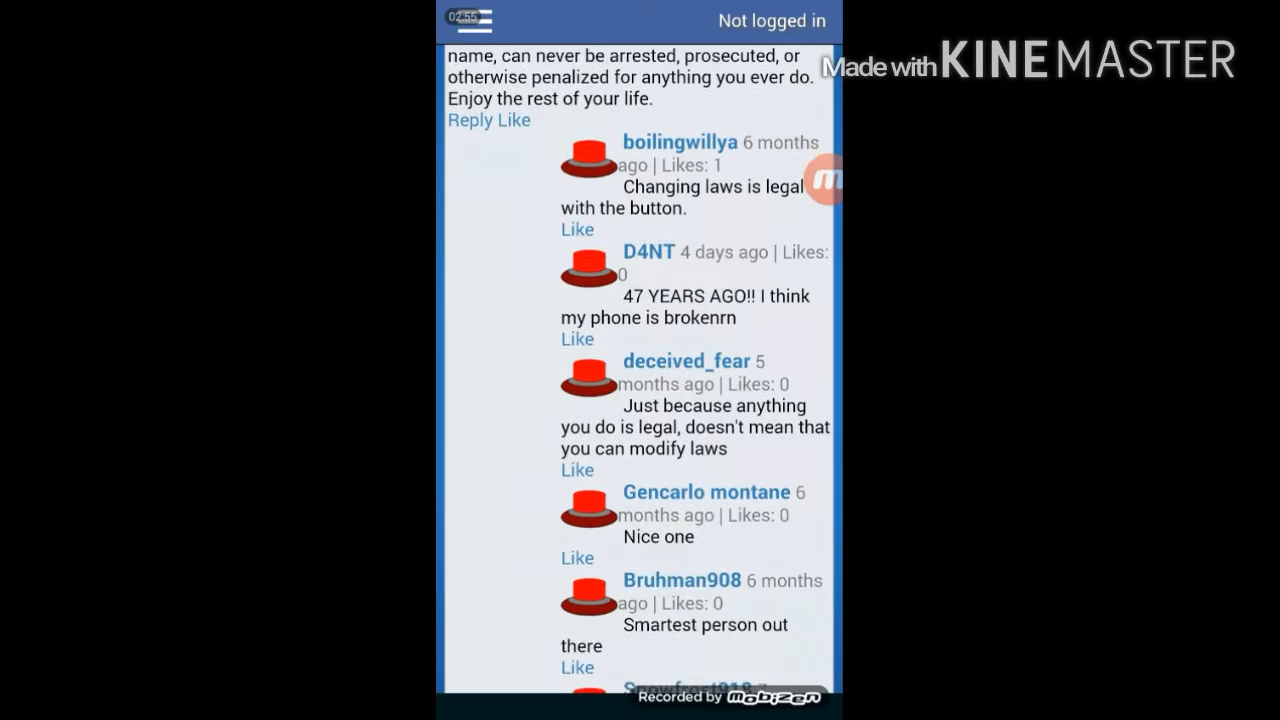 02:55
Not logged in
Made with KINEMASTER
name, can never be arrested, prosecuted, or
otherwise penalized for anything you ever do.
Enjoy the rest of your life.
Reply Like
boilingwillya 6 months
ago | Likes: 1
Changing laws is legal
with the button.
Like
D4NT 4 days ago | Likes:
0
47 YEARS AGO!! I think
my phone is brokenrn
Like
deceived_fear 5
months ago | Likes: 0
Just because anything
you do is legal, doesn't mean that
you can modify laws
Like
Gencarlo montane 6
months ago | Likes: 0
Nice one
Like
Bruhman908 6 months
ago | Likes: 0
Smartest person out
there
Like
Recorded by mobizen